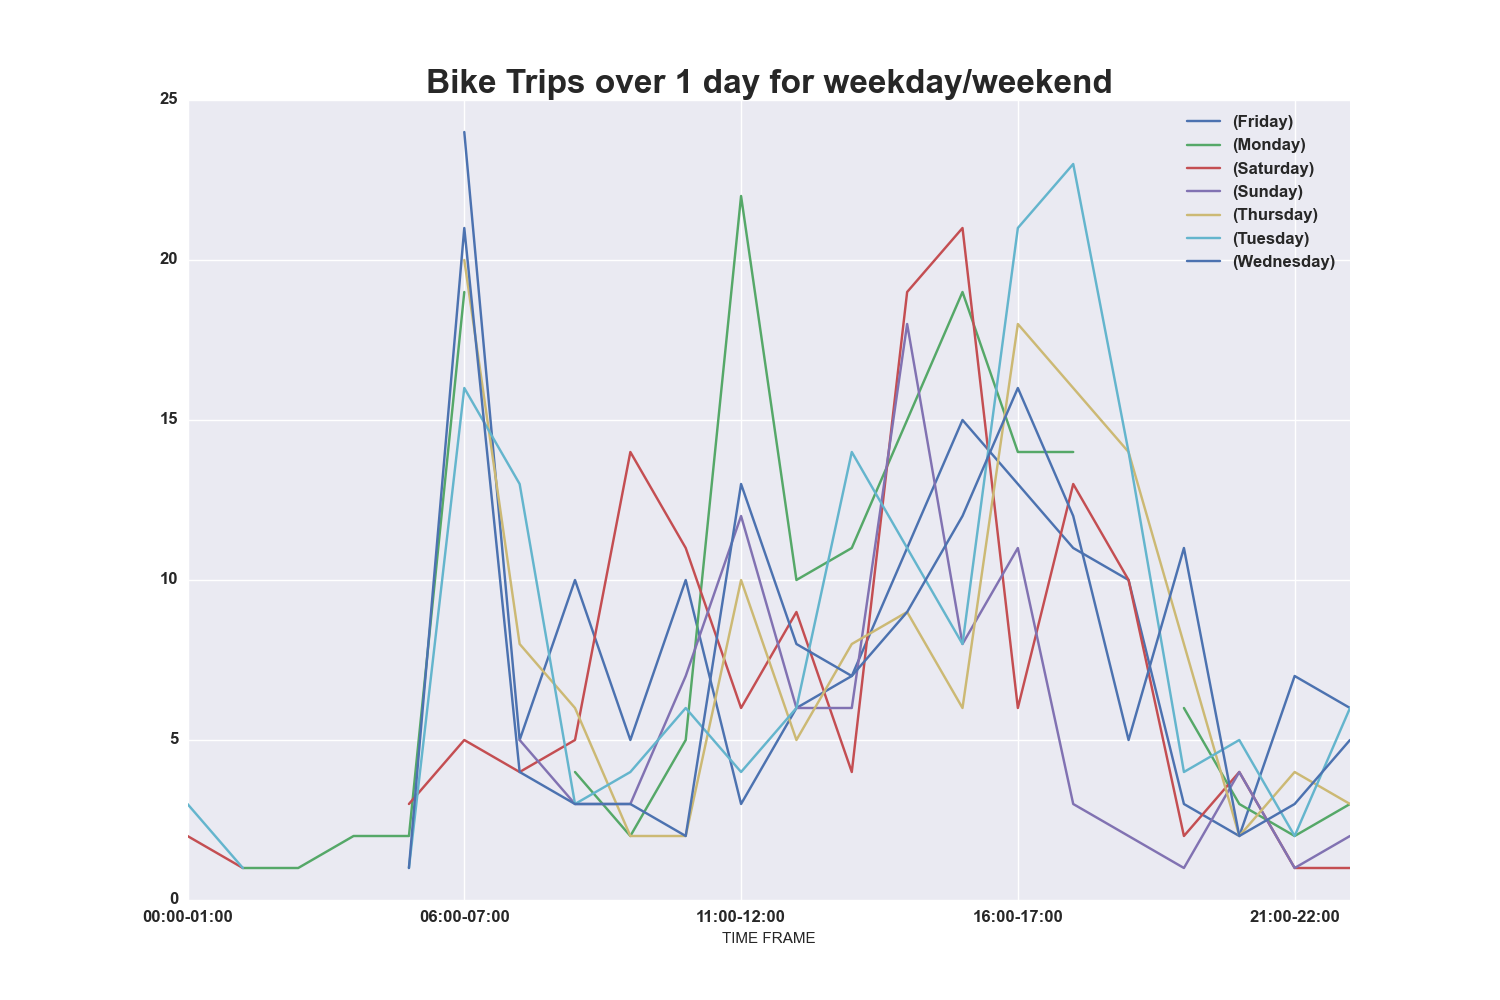 Bike Trips over 1 day for weekday/weekend
25
20
15
10
5
0
(Friday)
(Monday)
(Saturday)
(Sunday)
(Thursday)
(Tuesday)
(Wednesday)
00:00-01:00 06:00-07:00 11:00-12:00 16:00-17:00 21:00-22:00
TIME FRAME